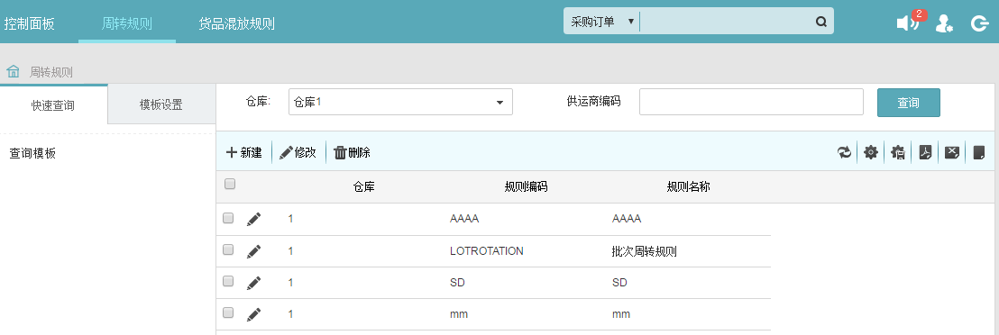 控制面板 周转规则 货品混放规则 采购订单 2
周转规则
快速查询 模板设置 仓库: 仓库1 供运商编码 查询
查询模板 新建 修改 删除
仓库 规则编码 规则名称
1 AAAA AAAA
1 LOTROTATION 批次周转规则
1 SD SD
1 mm mm